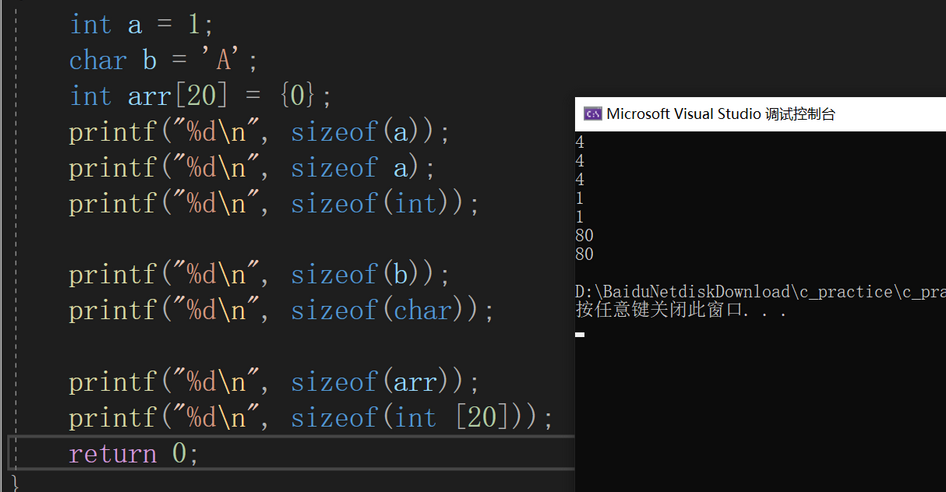 int a = 1;
char b = 'A';
int arr[20] = {0};
printf("%d\n", sizeof(a));
printf("%d\n", sizeof a);
printf("%d\n", sizeof(int));
printf("%d\n", sizeof(b));
printf("%d\n", sizeof(char));
printf("%d\n", sizeof(arr));
printf("%d\n", sizeof(int [20]));
return 0;
}
Microsoft Visual Studio 调试控制台
4
4
4
1
1
80
80
D:\BaiduNetdiskDownload\c_practice\c_pra
按任意键关闭此窗口. . .